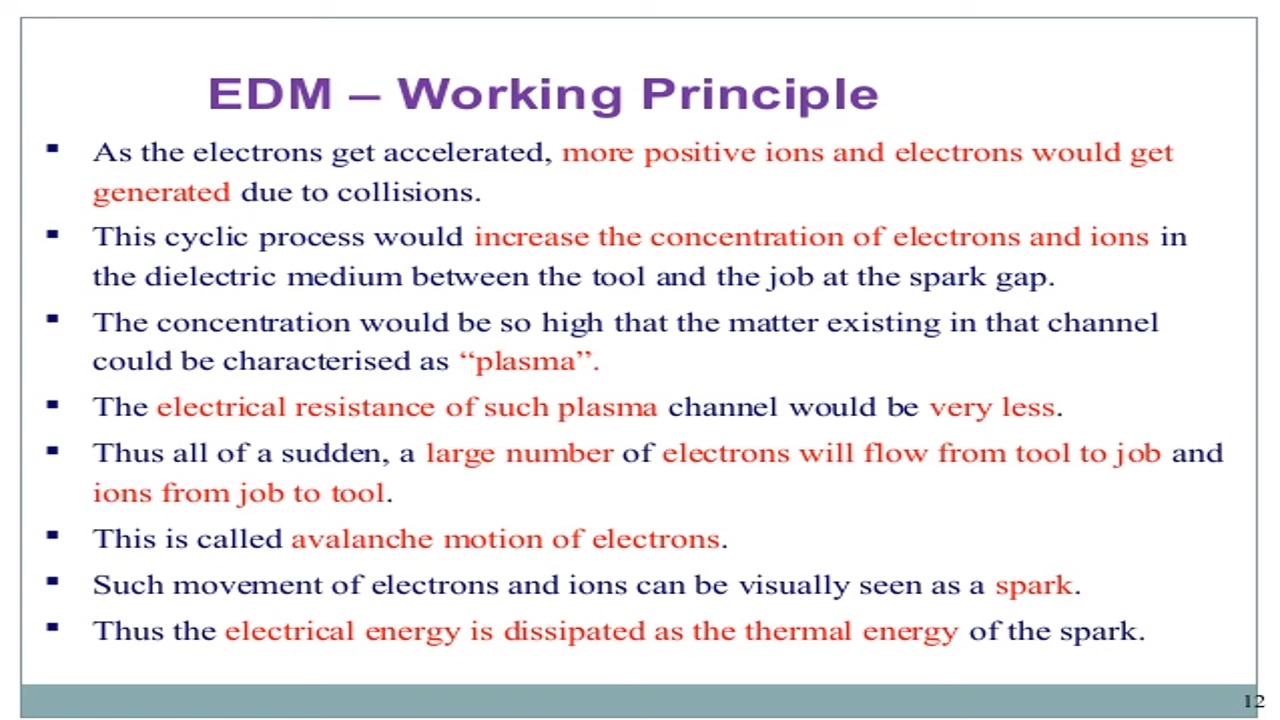 EDM – Working Principle
▪ As the electrons get accelerated, more positive ions and electrons would get
generated due to collisions.
▪ This cyclic process would increase the concentration of electrons and ions in
the dielectric medium between the tool and the job at the spark gap.
▪ The concentration would be so high that the matter existing in that channel
could be characterised as “plasma”.
▪ The electrical resistance of such plasma channel would be very less.
▪ Thus all of a sudden, a large number of electrons will flow from tool to job and
ions from job to tool.
▪ This is called avalanche motion of electrons.
▪ Such movement of electrons and ions can be visually seen as a spark.
▪ Thus the electrical energy is dissipated as the thermal energy of the spark.
12